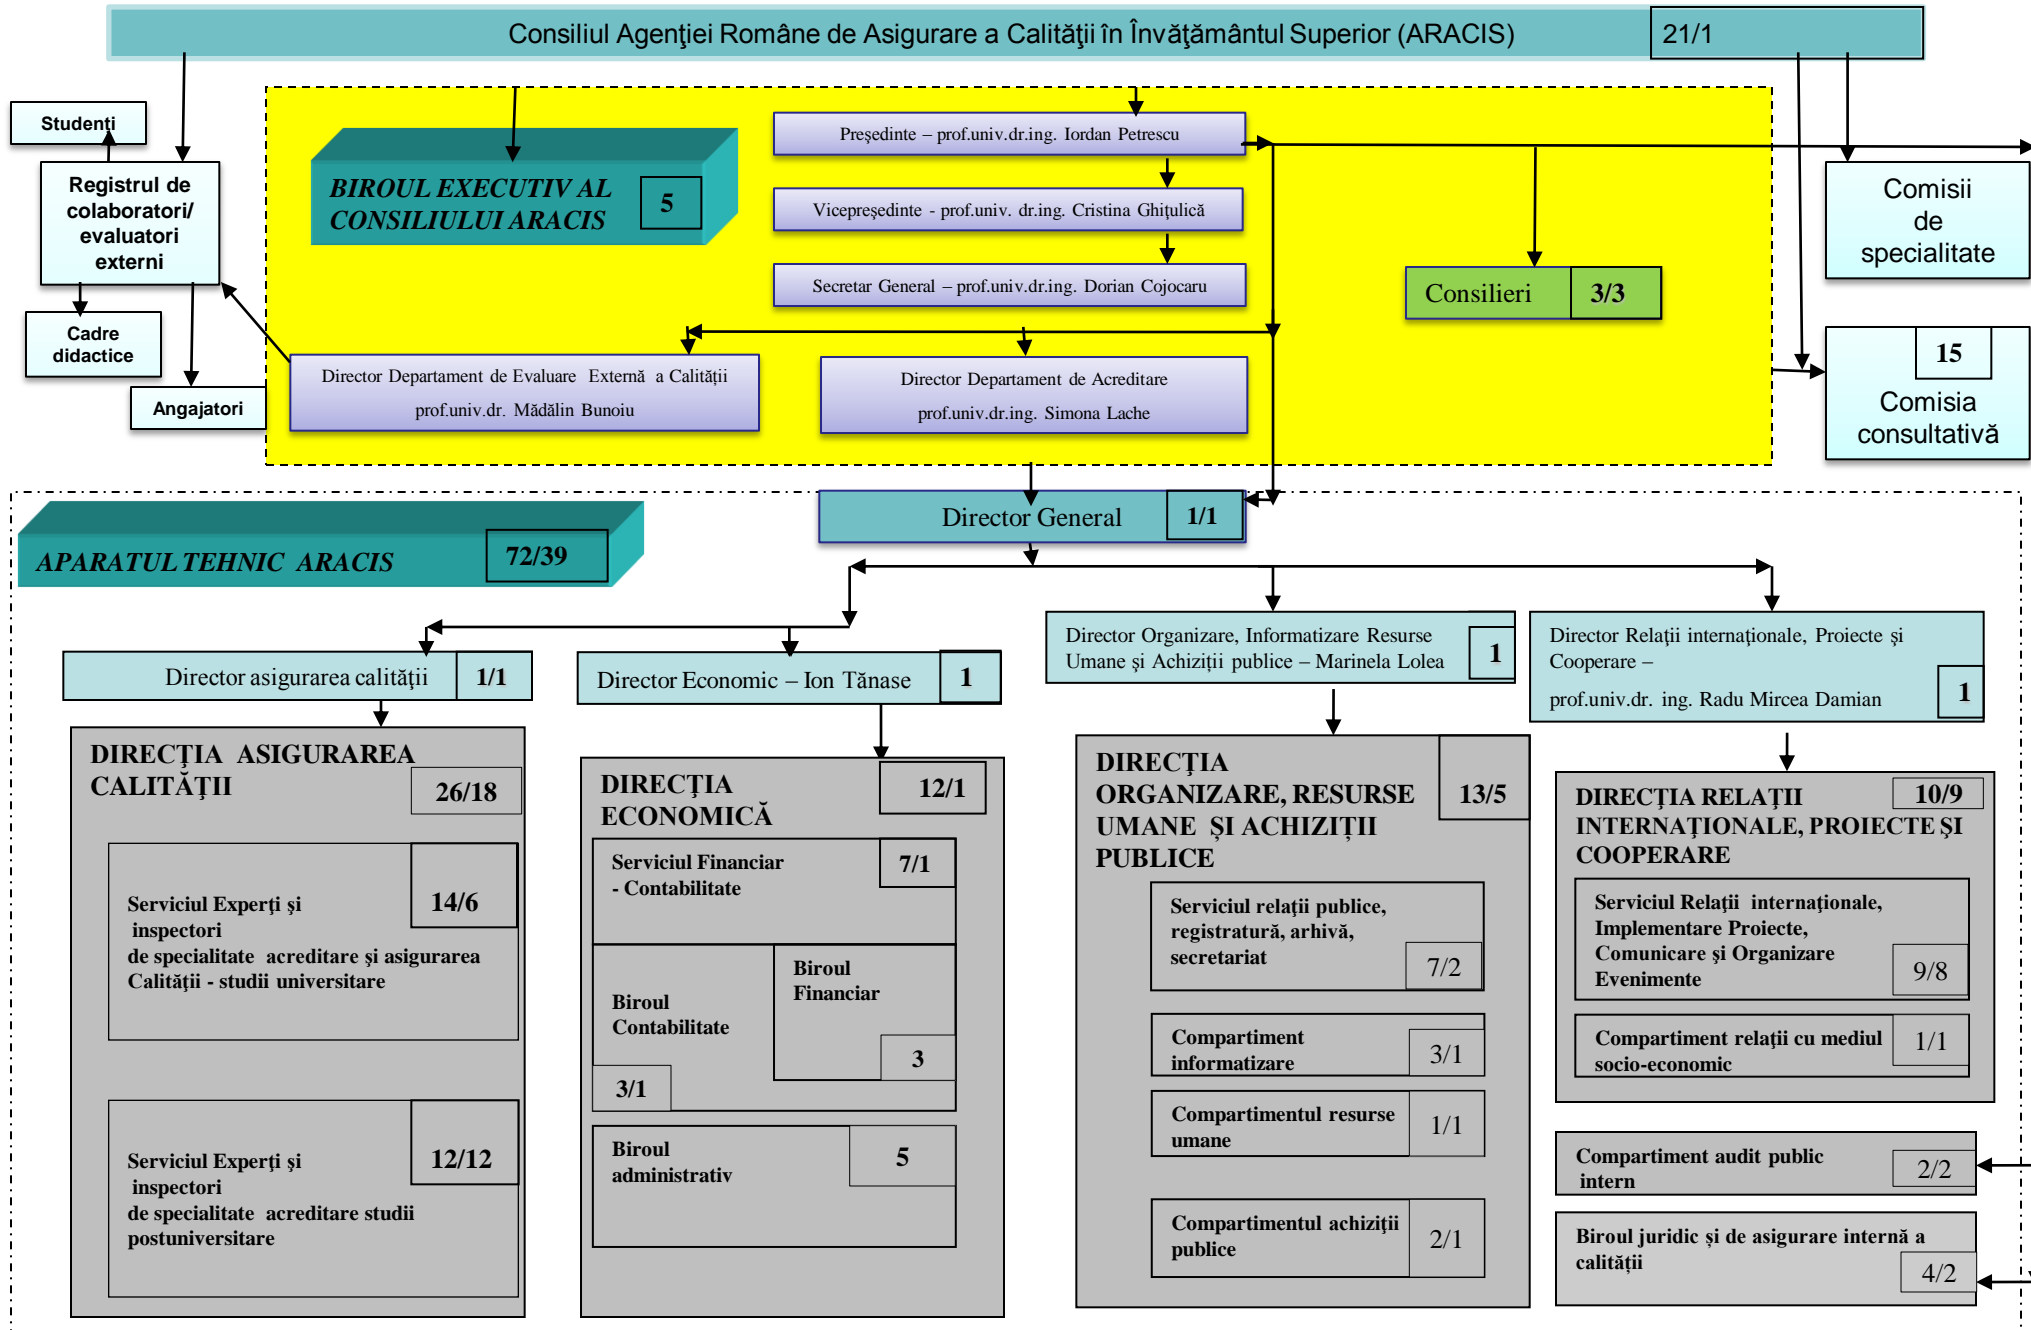 Consiliul Agenţiei Române de Asigurare a Calităţii în Învăţământul Superior (ARACIS)
21/1
Studenti
Registrul de
colaboratori/
evaluatori
externi
Cadre
didactice
Angajatori
BIROUL EXECUTIV AL
CONSILIULUI ARACIS
5
Preşedinte – prof.univ.dr.ing. Iordan Petrescu
Vicepreşedinte - prof.univ. dr.ing. Cristina Ghiţulică
Secretar General – prof.univ.dr.ing. Dorian Cojocaru
Consilieri
3/3
Director Departament de Evaluare Externă a Calităţii
prof.univ.dr. Mădălin Bunoiu
Director Departament de Acreditare
prof.univ.dr.ing. Simona Lache
Comisii
de
specialitate
15
Comisia
consultativă
Director General
1/1
APARATUL TEHNIC ARACIS
72/39
Director asigurarea calităţii
1/1
Director Economic – Ion Tănase
1
Director Organizare, Informatizare Resurse
Umane şi Achiziţii publice – Marinela Lolea
1
Director Relaţii internaţionale, Proiecte şi
Cooperare –
prof.univ.dr. ing. Radu Mircea Damian
1
DIRECŢIA ASIGURAREA
CALITĂŢII
26/18
Serviciul Experţi şi
inspectori
de specialitate acreditare şi asigurarea
Calităţii - studii universitare
14/6
Serviciul Experţi şi
inspectori
de specialitate acreditare studii
postuniversitare
12/12
DIRECŢIA
ECONOMICĂ
12/1
Serviciul Financiar
- Contabilitate
7/1
Biroul
Contabilitate
3/1
Biroul
Financiar
3
Biroul
administrativ
5
DIRECŢIA
ORGANIZARE, RESURSE
UMANE ȘI ACHIZIȚII
PUBLICE
13/5
Serviciul relaţii publice,
registratură, arhivă,
secretariat
7/2
Compartiment
informatizare
3/1
Compartimentul resurse
umane
1/1
Compartimentul achiziţii
publice
2/1
DIRECŢIA RELAŢII
INTERNAŢIONALE, PROIECTE ŞI
COOPERARE
10/9
Serviciul Relaţii internaţionale,
Implementare Proiecte,
Comunicare şi Organizare
Evenimente
9/8
Compartiment relaţii cu mediul
socio-economic
1/1
Compartiment audit public
intern
2/2
Biroul juridic și de asigurare internă a
calității
4/2